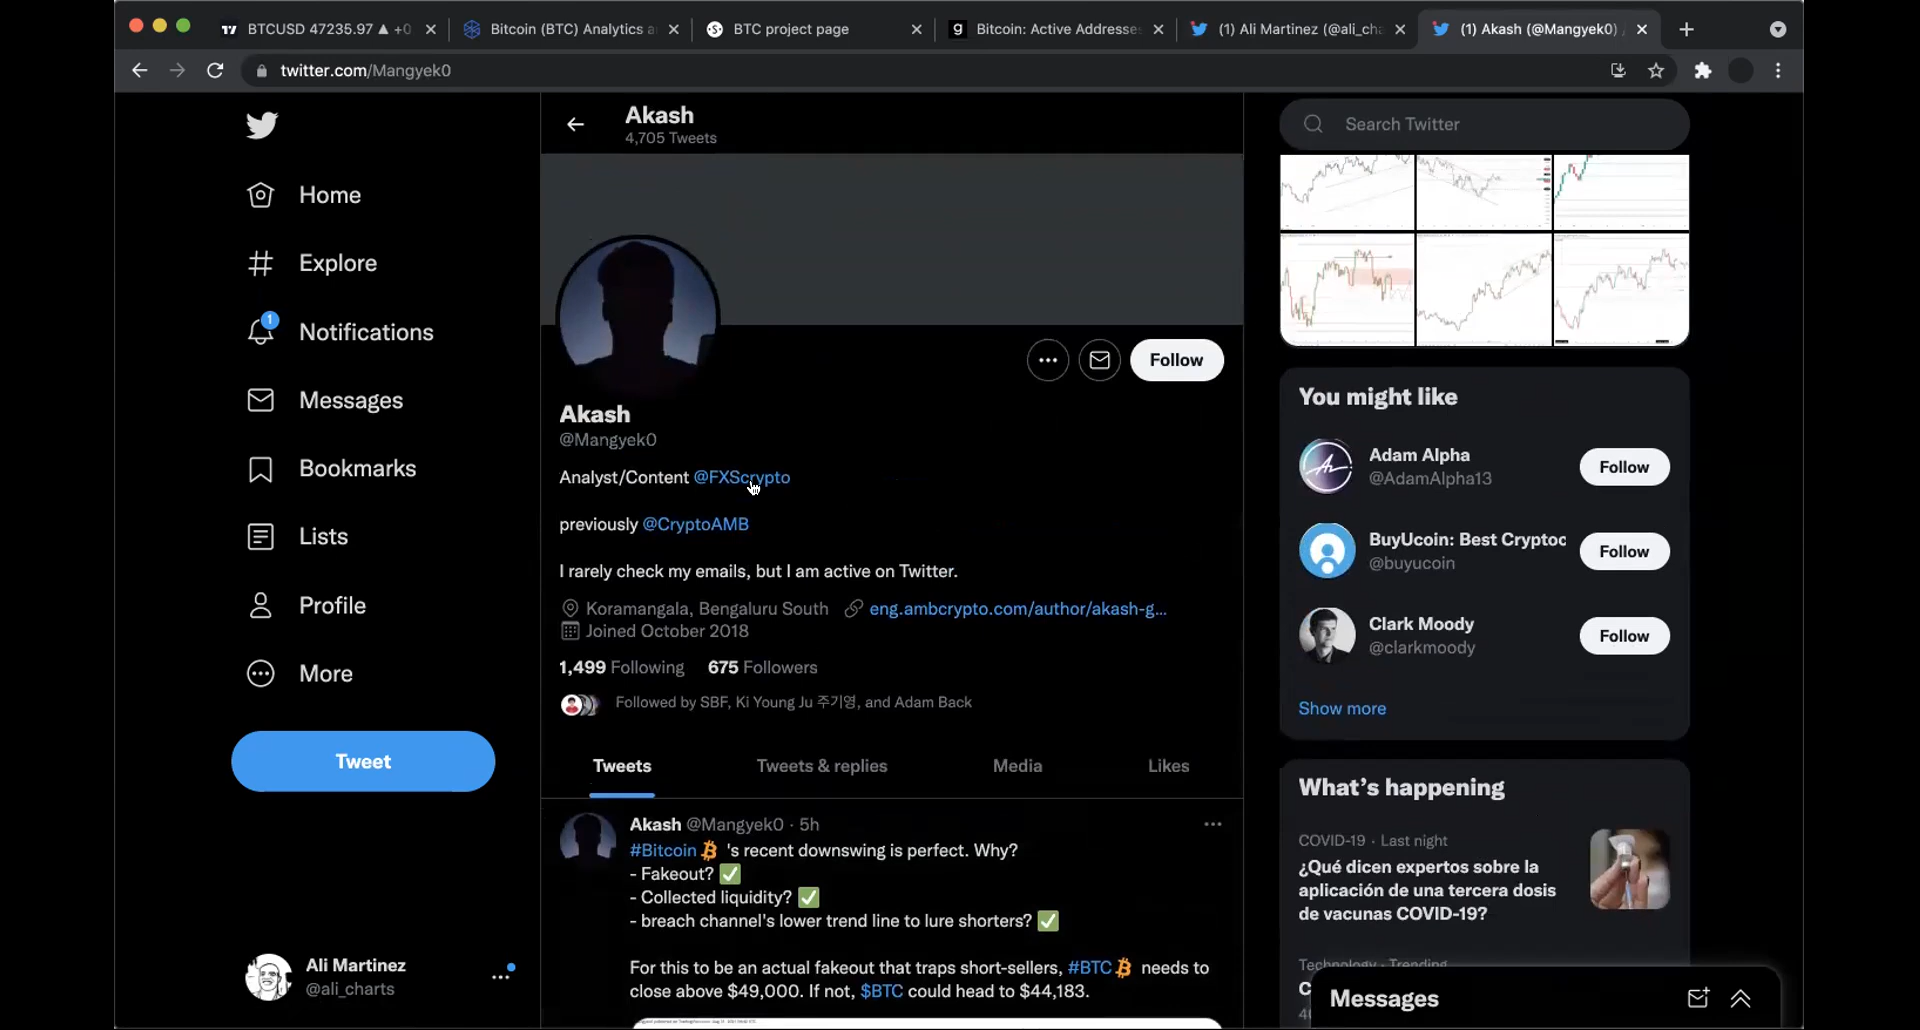 BTCUSD 47235.97 ▲ +0
Bitcoin (BTC) Analytics a
BTC project page
Bitcoin: Active Addresses
(1) Ali Martinez (@ali_cha
(1) Akash (@Mangyek0)
twitter.com/Mangyek0
Akash
4,705 Tweets
Search Twitter
Home
Explore
1
Notifications
Messages
Bookmarks
Lists
Profile
More
Tweet
Ali Martinez
@ali_charts
Follow
Akash
@Mangyek0
Analyst/Content @FXScrypto
previously @CryptoAMB
I rarely check my emails, but I am active on Twitter.
Koramangala, Bengaluru South eng.ambcrypto.com/author/akash-g...
Joined October 2018
1,499 Following 675 Followers
Followed by SBF, Ki Young Ju 주기영, and Adam Back
Tweets Tweets & replies Media Likes
Akash @Mangyek0 · 5h
#Bitcoin 's recent downswing is perfect. Why?
- Fakeout? ✅
- Collected liquidity? ✅
- breach channel's lower trend line to lure shorters? ✅
For this to be an actual fakeout that traps short-sellers, #BTC needs to
close above $49,000. If not, $BTC could head to $44,183.
You might like
Adam Alpha
@AdamAlpha13
Follow
BuyUcoin: Best Cryptoc
@buyucoin
Follow
Clark Moody
@clarkmoody
Follow
Show more
What's happening
COVID-19 · Last night
¿Qué dicen expertos sobre la
aplicación de una tercera dosis
de vacunas COVID-19?
Technology · Trending
Messages